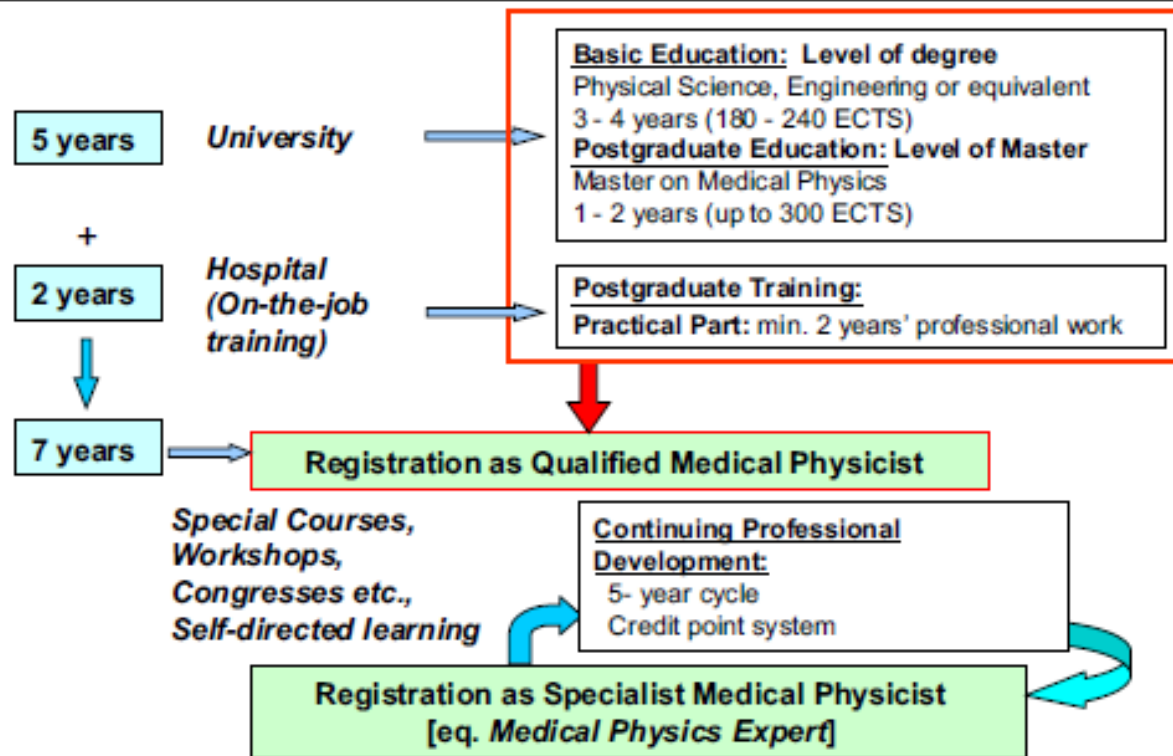 Basic Education: Level of degree
Physical Science, Engineering or equivalent
3 - 4 years (180 - 240 ECTS)
Postgraduate Education: Level of Master
Master on Medical Physics
1 - 2 years (up to 300 ECTS)
5 years
University
+
2 years
Hospital
(On-the-job
training)
Postgraduate Training:
Practical Part: min. 2 years' professional work
7 years
Registration as Qualified Medical Physicist
Special Courses,
Workshops,
Congresses etc.,
Self-directed learning
Continuing Professional
Development:
5- year cycle
Credit point system
Registration as Specialist Medical Physicist
[eq. Medical Physics Expert]